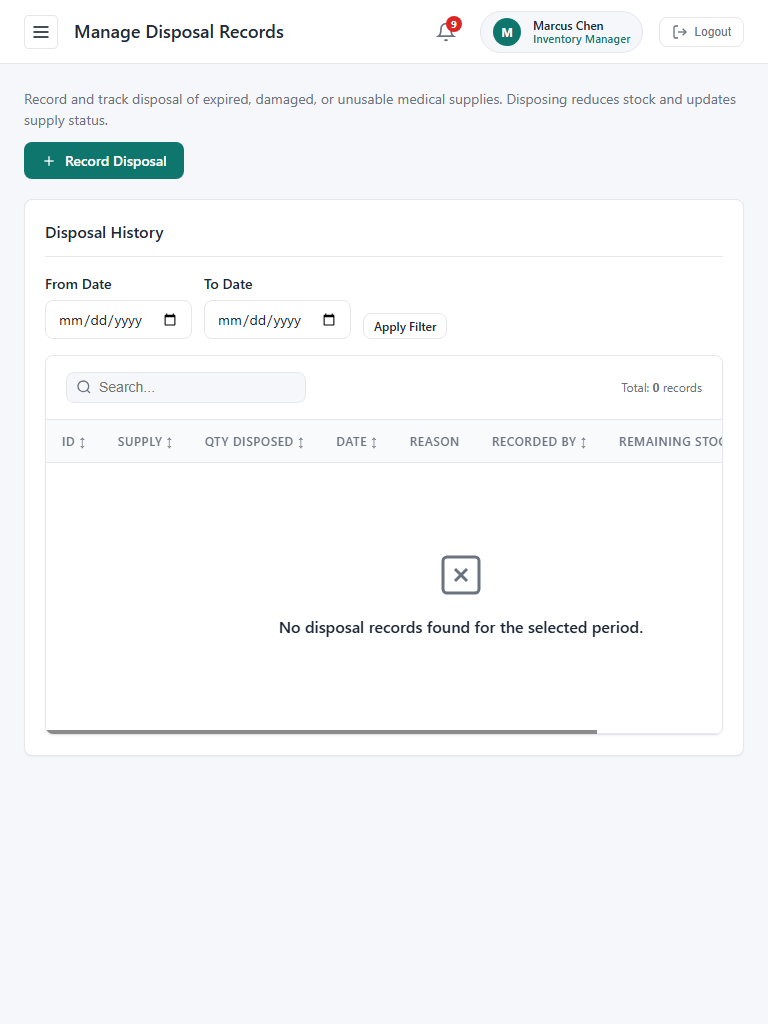 Manage Disposal Records
9
M
Marcus Chen
Inventory Manager
Logout
Record and track disposal of expired, damaged, or unusable medical supplies. Disposing reduces stock and updates
supply status.
+ Record Disposal
Disposal History
From Date
To Date
mm/dd/yyyy
mm/dd/yyyy
Apply Filter
Search...
Total: 0 records
ID ↕ SUPPLY ↕ QTY DISPOSED ↕ DATE ↕ REASON RECORDED BY ↕ REMAINING STOC
No disposal records found for the selected period.